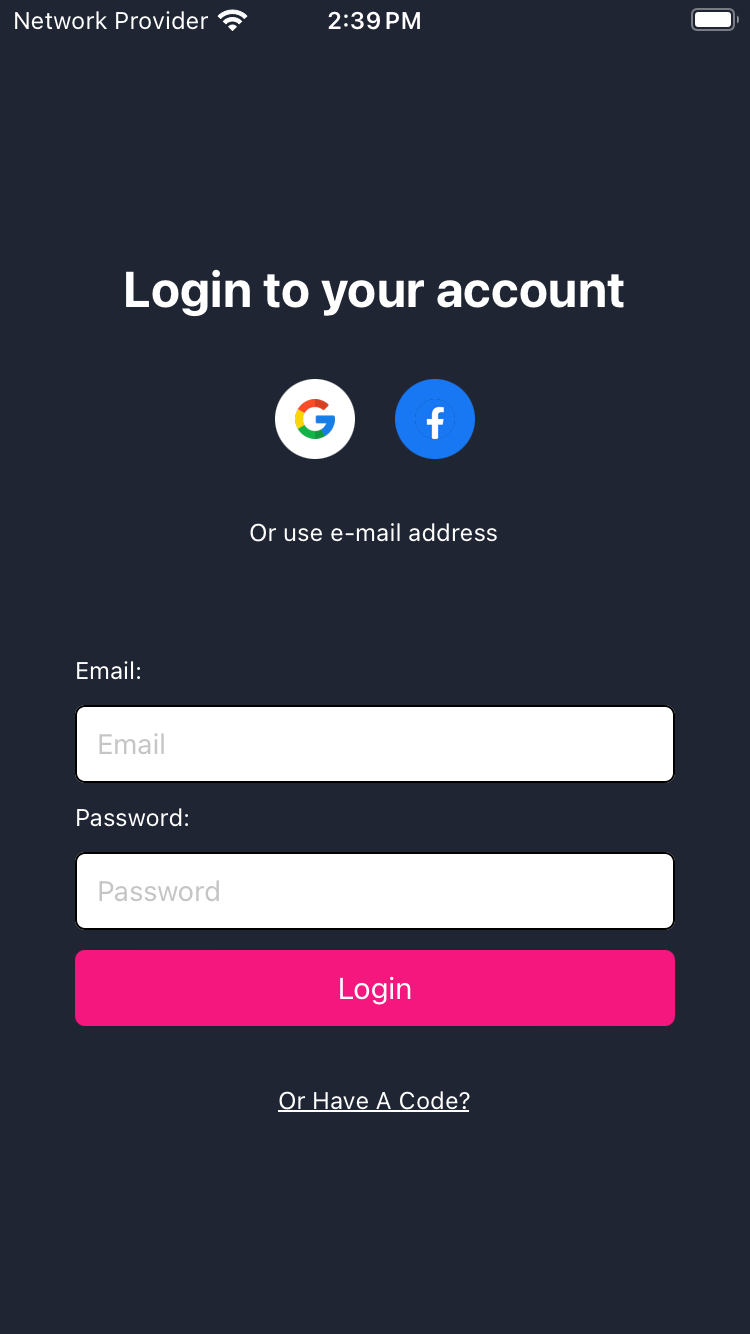 Network Provider 2:39 PM
Login to your account
Or use e-mail address
Email:
Email
Password:
Password
Login
Or Have A Code?